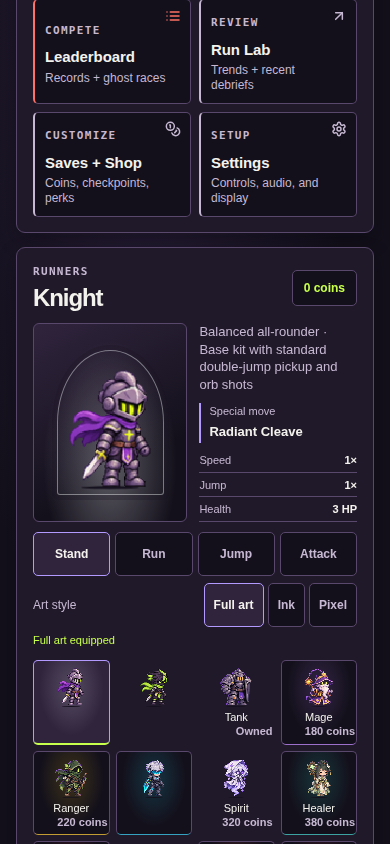 COMPETE
Leaderboard
Records + ghost races
REVIEW
Run Lab
Trends + recent
debriefs
CUSTOMIZE
Saves + Shop
Coins, checkpoints,
perks
SETUP
Settings
Controls, audio, and
display
RUNNERS
Knight
0 coins
Balanced all-rounder ·
Base kit with standard
double-jump pickup and
orb shots
Special move
Radiant Cleave
Speed 1×
Jump 1×
Health 3 HP
Stand Run Jump Attack
Art style Full art Ink Pixel
Full art equipped
Tank
Owned
Mage
180 coins
Ranger
220 coins
Spirit
320 coins
Healer
380 coins